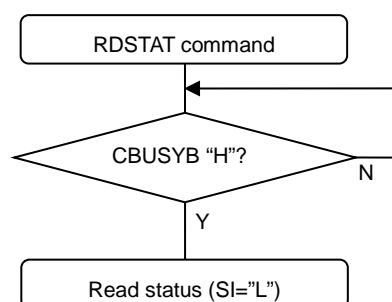 RDSTAT command
CBUSYB “H”?
N
Y
Read status (SI=”L”)